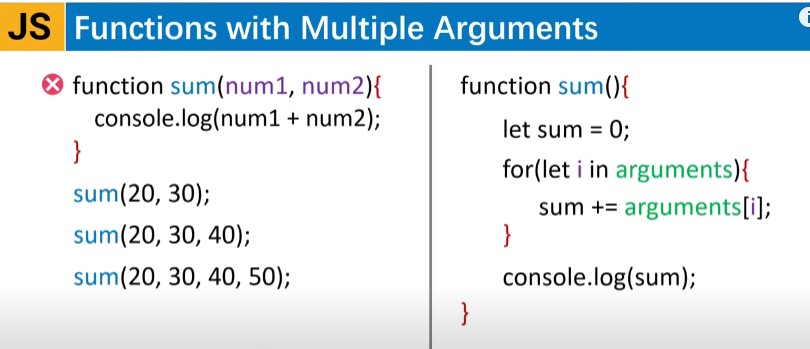 JS Functions with Multiple Arguments
function sum(num1, num2){
console.log(num1 + num2);
}
sum(20, 30);
sum(20, 30, 40);
sum(20, 30, 40, 50);
function sum(){
let sum = 0;
for(let i in arguments){
sum += arguments[i];
}
console.log(sum);
}